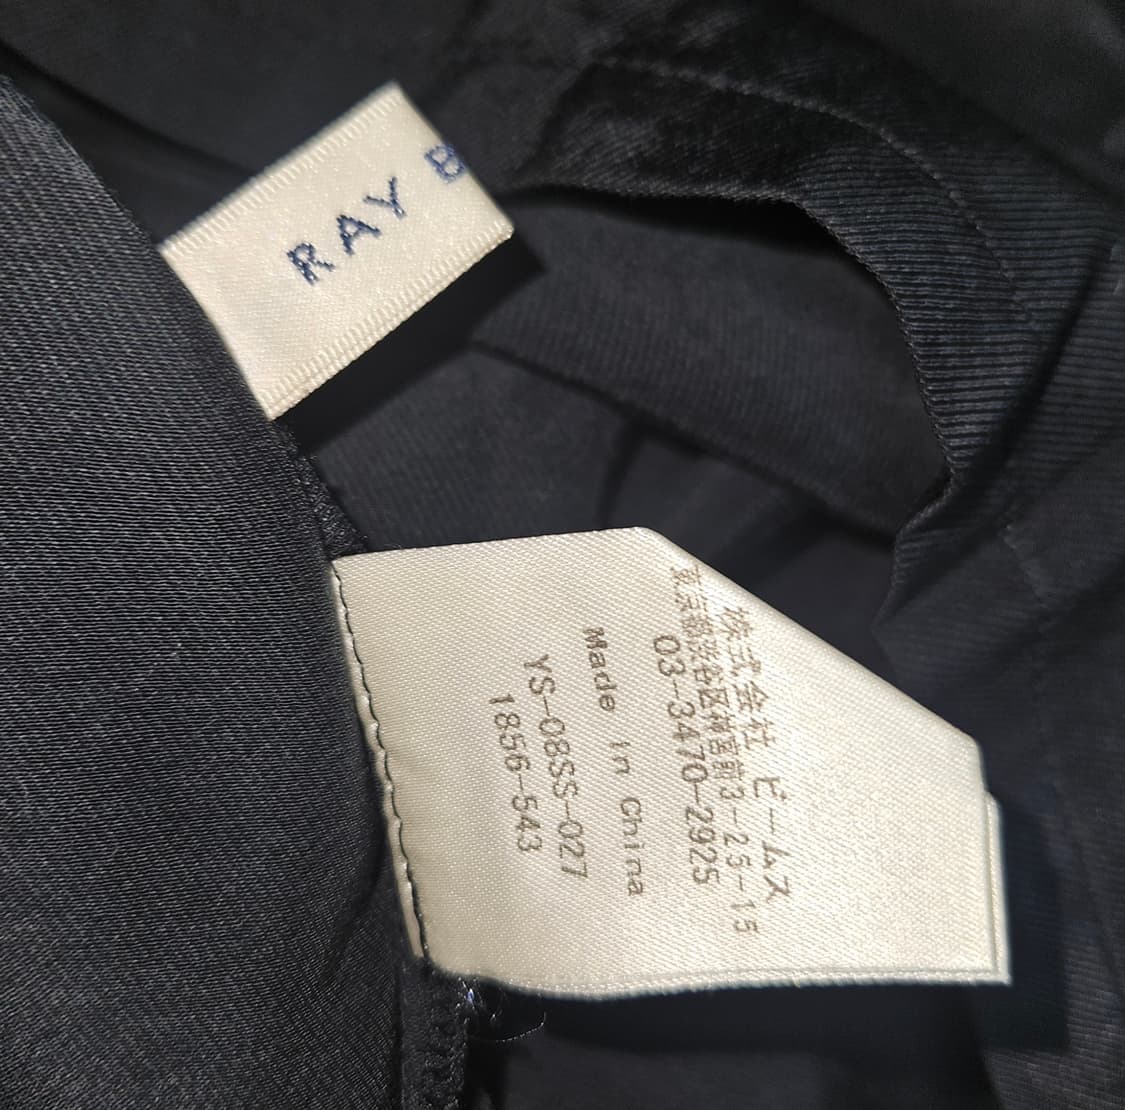 RAY B
株式会社 ビームス
東京都渋谷区神宮前3-25-15
03-3470-2925
Made in China
YS-08SS-027
1856-543